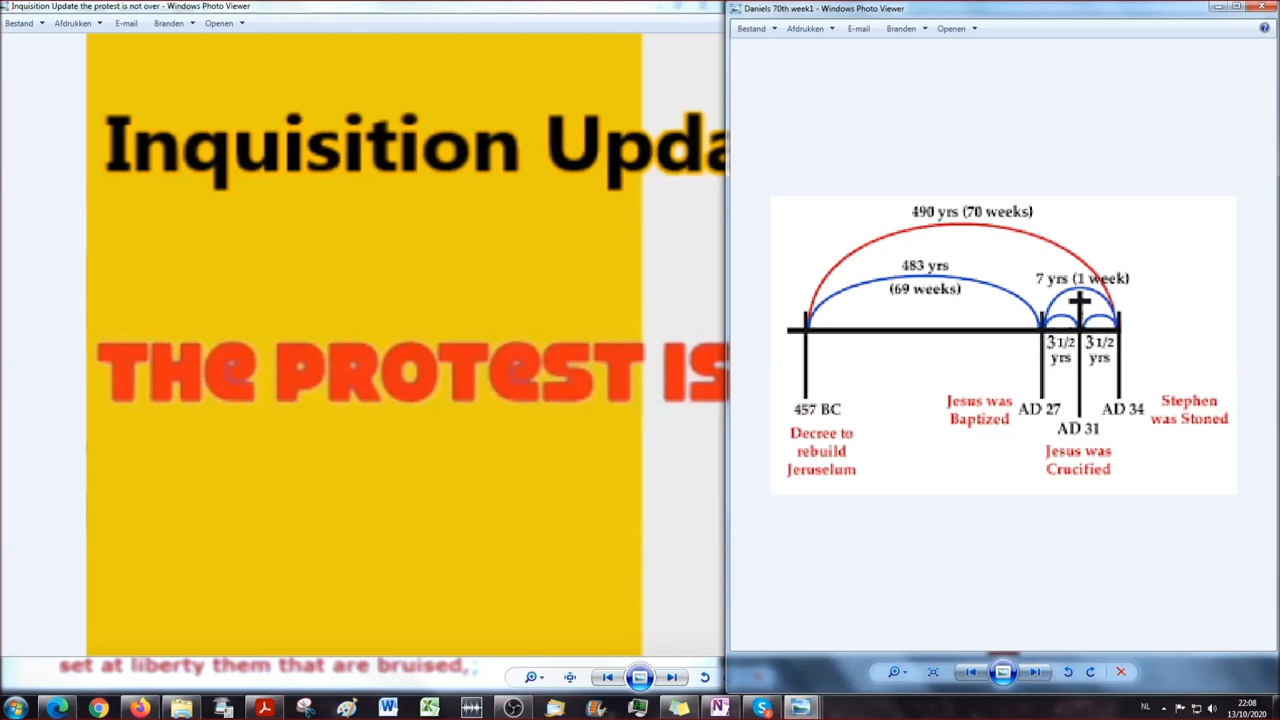 Inquisition Update the protest is not over - Windows Photo Viewer
Bestand Afdrukken E-mail Branden Openen
Inquisition Upda
THE PROTEST IS
set at liberty them that are bruised,
Daniels 70th week1 - Windows Photo Viewer
Bestand Afdrukken E-mail Branden Openen
490 yrs (70 weeks)
483 yrs
(69 weeks)
7 yrs (1 week)
3 1/2 yrs
3 1/2 yrs
457 BC
Decree to
rebuild
Jeruselum
Jesus was
Baptized
AD 27
AD 31
Jesus was
Crucified
AD 34
Stephen
was Stoned
NL
22:08
13/10/2020